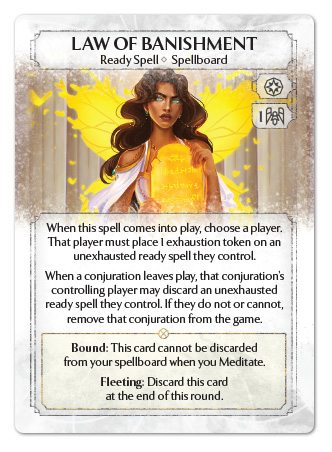 LAW OF BANISHMENT
Ready Spell ⬦ Spellboard
1
When this spell comes into play, choose a player.
That player must place 1 exhaustion token on an
unexhausted ready spell they control.
When a conjuration leaves play, that conjuration's
controlling player may discard an unexhausted
ready spell they control. If they do not or cannot,
remove that conjuration from the game.
Bound: This card cannot be discarded
from your spellboard when you Meditate.
Fleeting: Discard this card
at the end of this round.